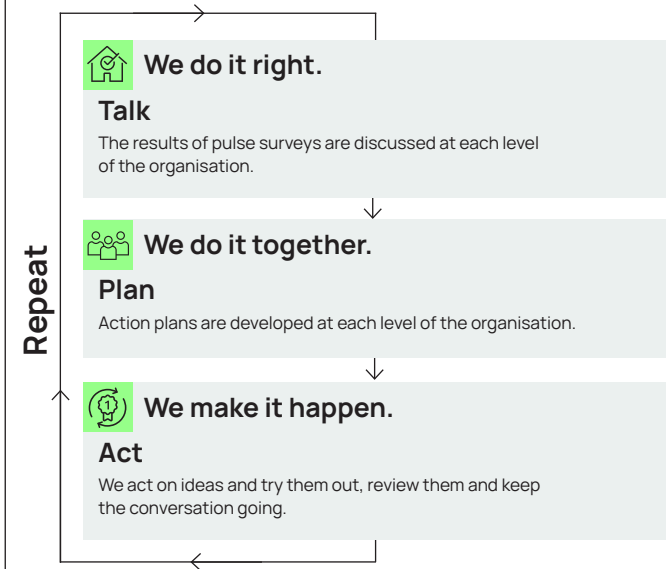 We do it right.
Talk
The results of pulse surveys are discussed at each level
of the organisation.
Repeat
We do it together.
Plan
Action plans are developed at each level of the organisation.
1
We make it happen.
Act
We act on ideas and try them out, review them and keep
the conversation going.